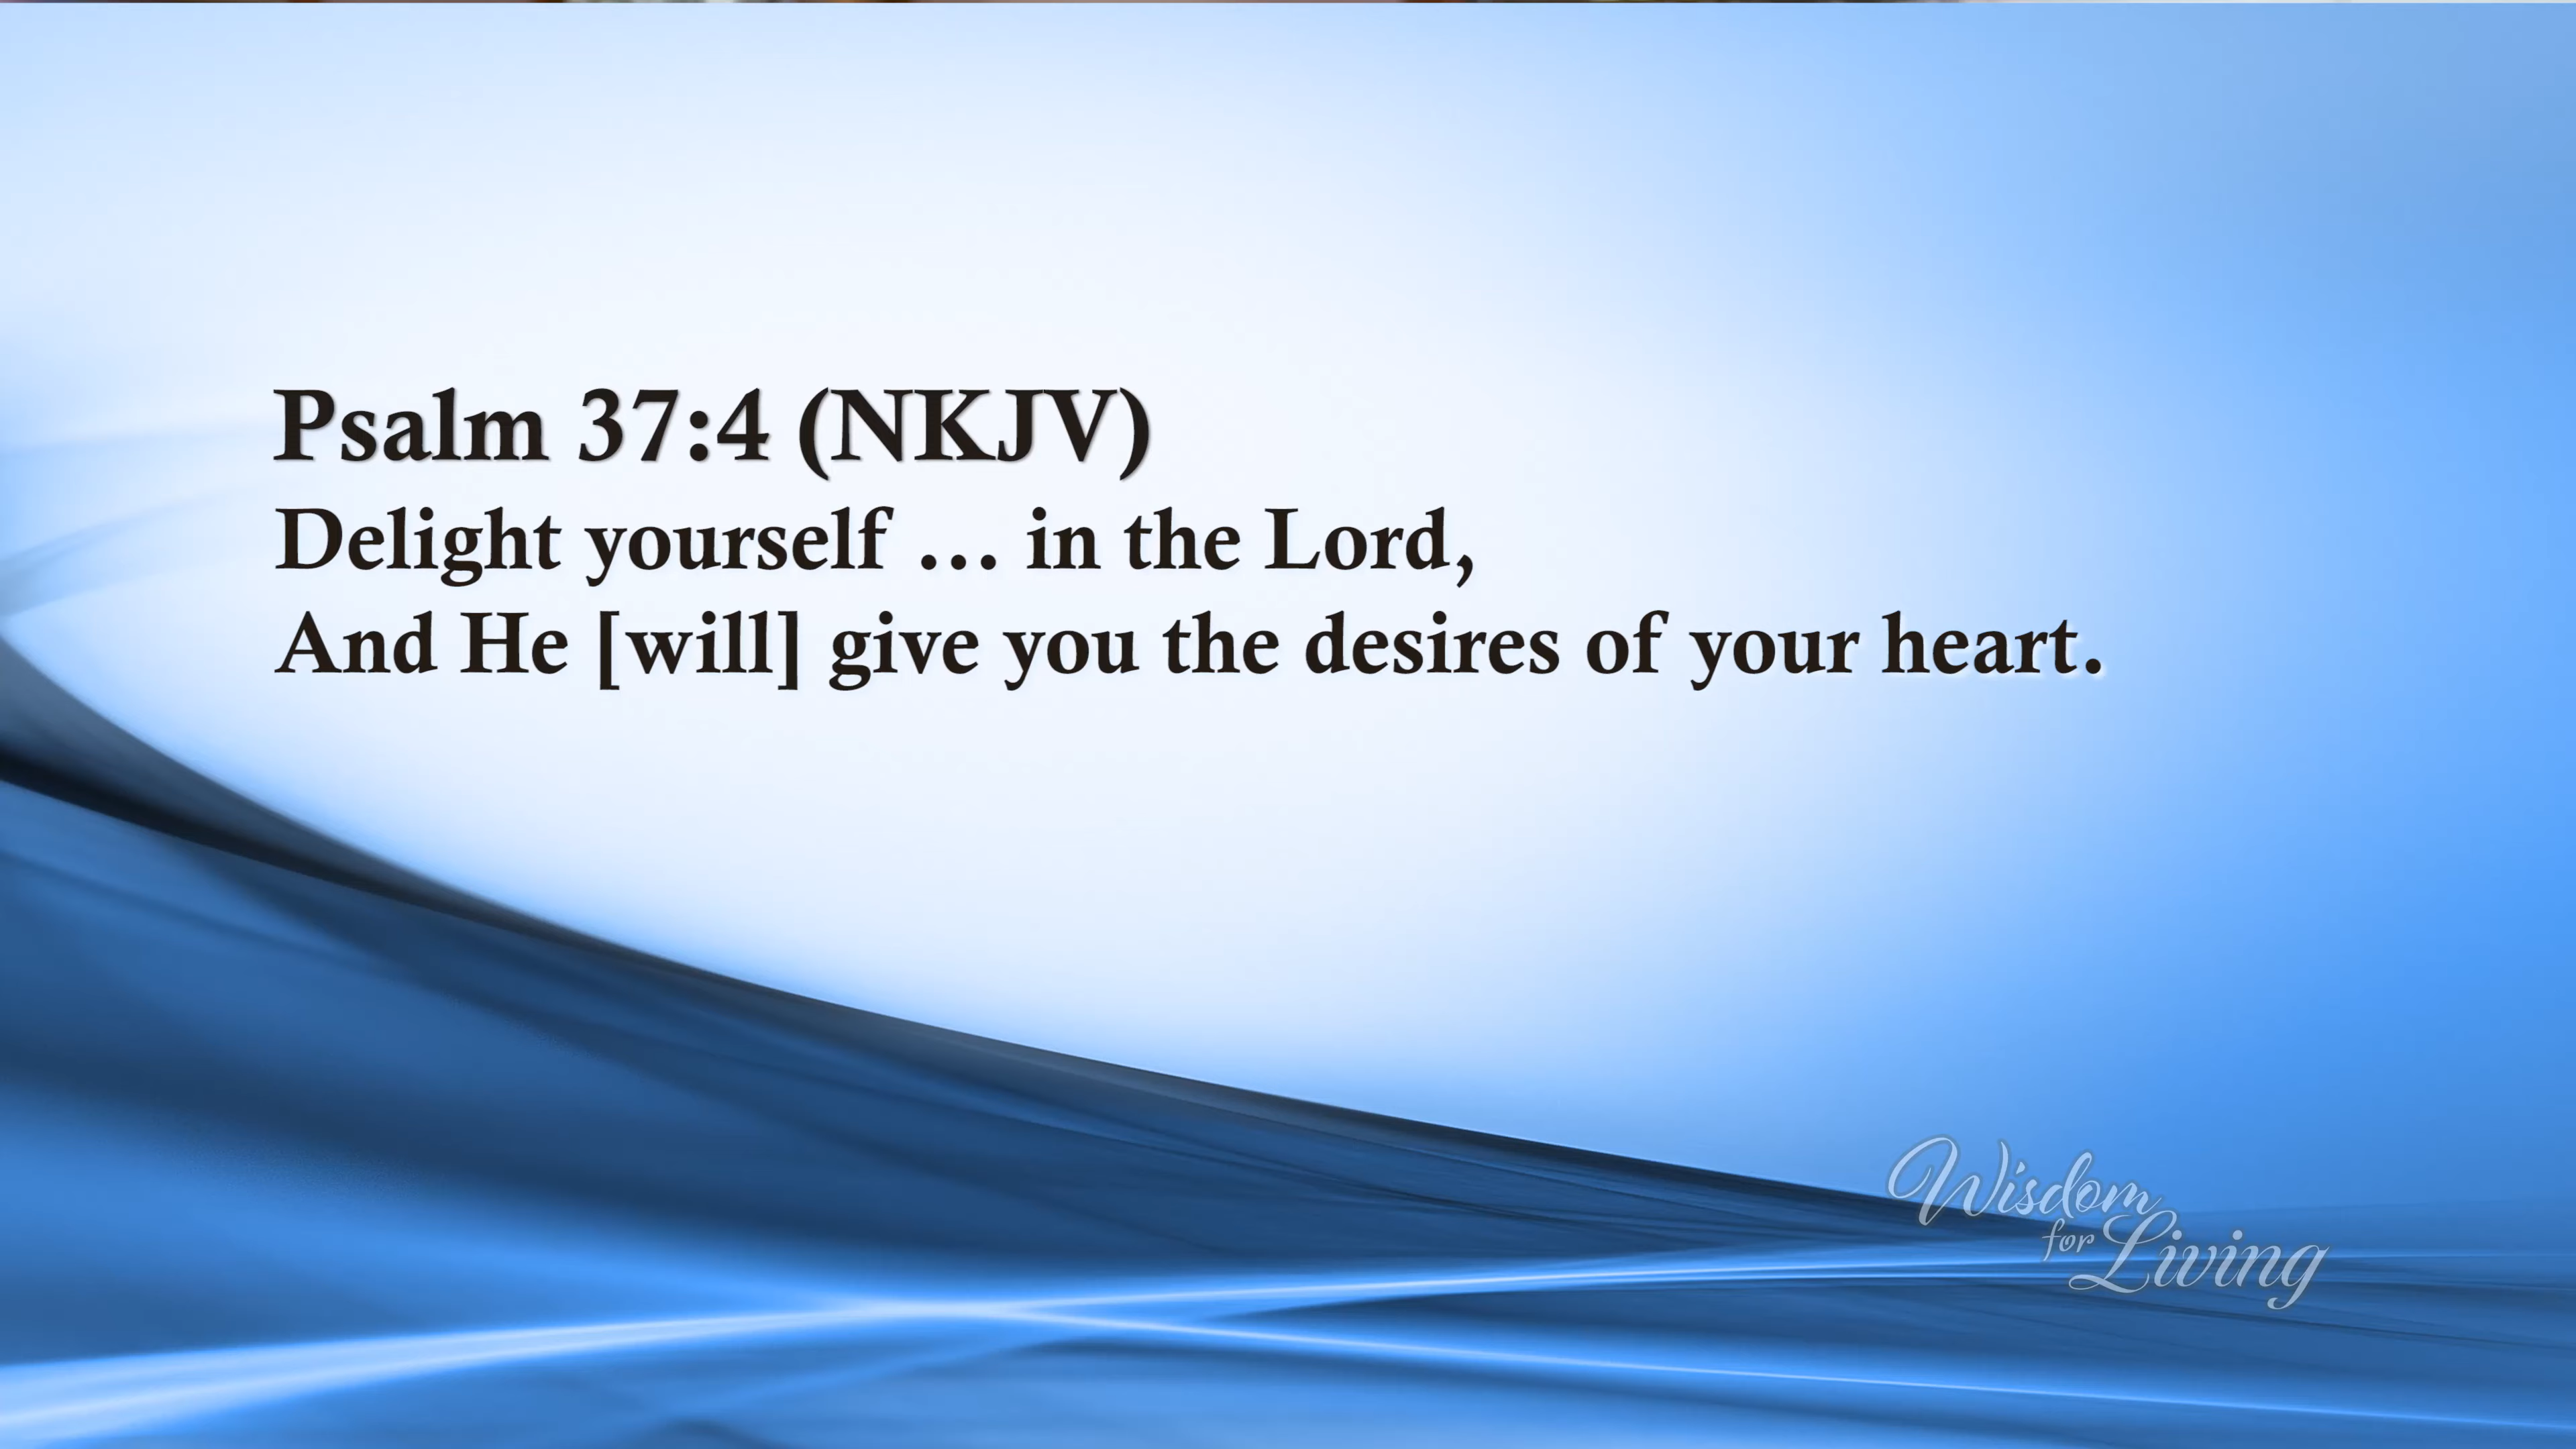 Psalm 37:4 (NKJV)
Delight yourself … in the Lord,
And He [will] give you the desires of your heart.
Wisdom
for
Living